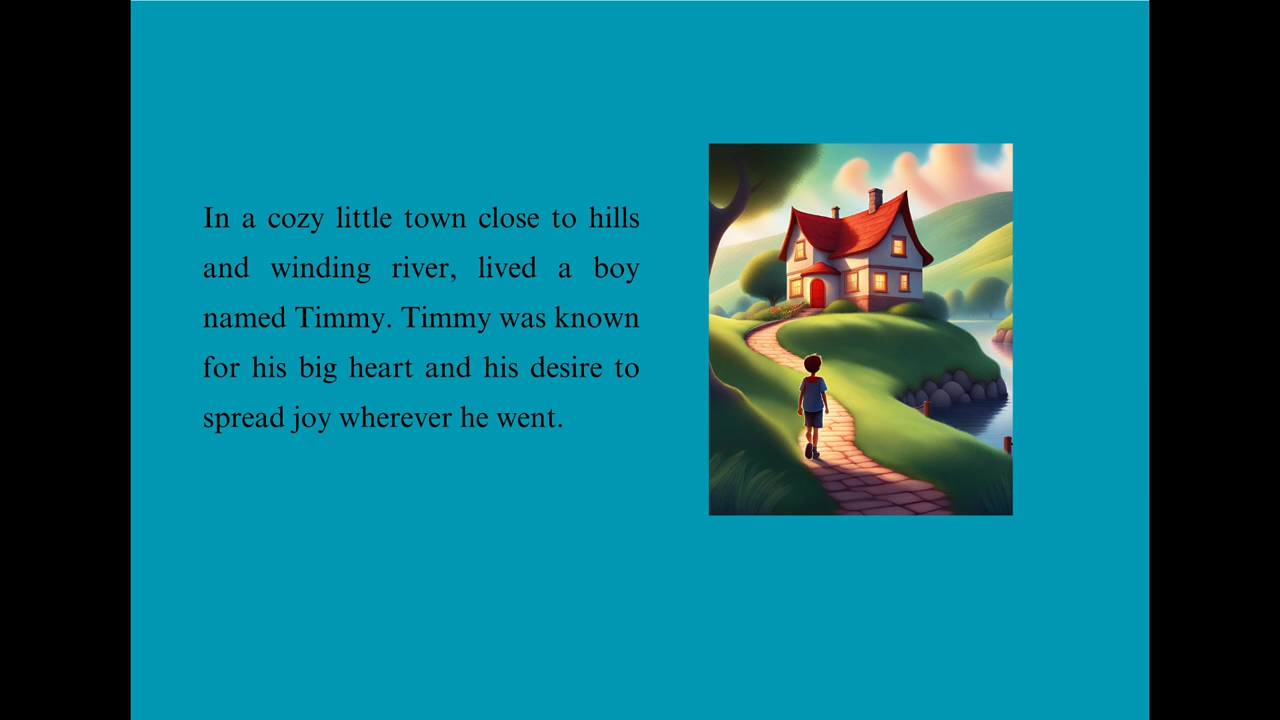 In a cozy little town close to hills
and winding river, lived a boy
named Timmy. Timmy was known
for his big heart and his desire to
spread joy wherever he went.